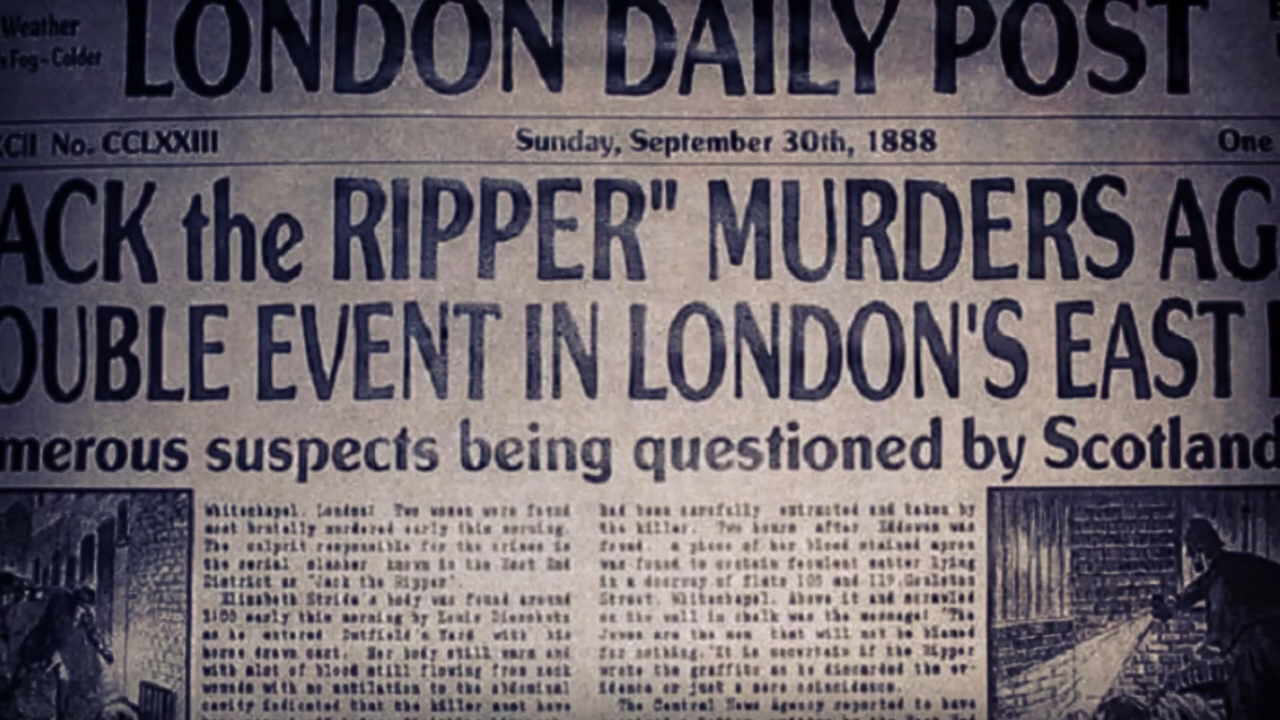 Weather
Fog - Colder
LONDON DAILY POST
XCII No. CCLXXIII
Sunday, September 30th, 1888
One
ACK the RIPPER" MURDERS AG
OUBLE EVENT IN LONDON'S EAST
merous suspects being questioned by Scotland
Whitechapel, London! Two women were found
most brutally murdered early this morning.
The culprit responsible for the crimes is
the serial slasher known in the East End
District as "Jack the Ripper".
Elizabeth Stride's body was found around
1:00 early this morning by Louis Diemshutz
as he entered Dutfield's Yard with his
horse drawn cart. Her body still warm and
with alot of blood still flowing from neck
wounds with no mutilation to the abdominal
cavity indicated that the killer must have
had been carefully extracted and taken by
the killer. Two hours after Eddowes was
found, a piece of her blood stained apron
was found to contain feculent matter lying
in a doorway of flats 108 and 119 Goulston
Street, Whitechapel. Above it and scrawled
on the wall in chalk was the message "The
Juwes are the men that will not be blamed
for nothing." It is uncertain if the Ripper
wrote the graffito as he discarded the ev-
idence or just a mere coincidence.
The Central News Agency reported to have